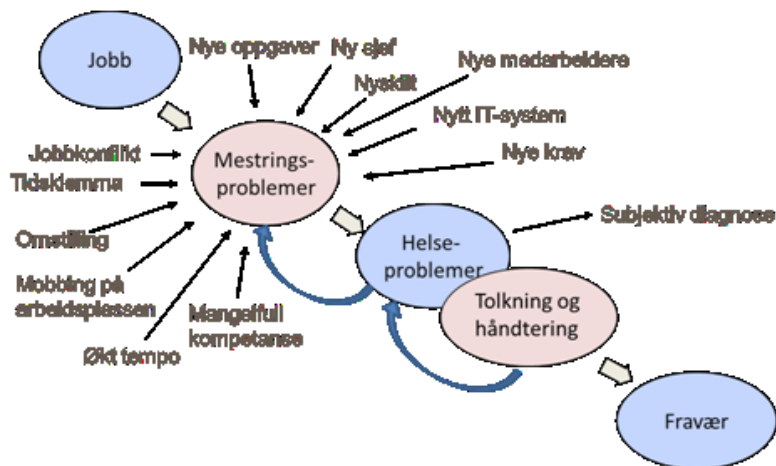 Jobb
Nye oppgaver
Ny sjef
Nyskilt
Nye medarbeidere
Nytt IT-system
Nye krav
Jobbkonflikt
Tidsklemma
Omstilling
Mobbing på
arbeidsplassen
Økt tempo
Mangelfull
kompetanse
Mestrings-
problemer
Helse-
problemer
Subjektiv diagnose
Tolkning og
håndtering
Fravær